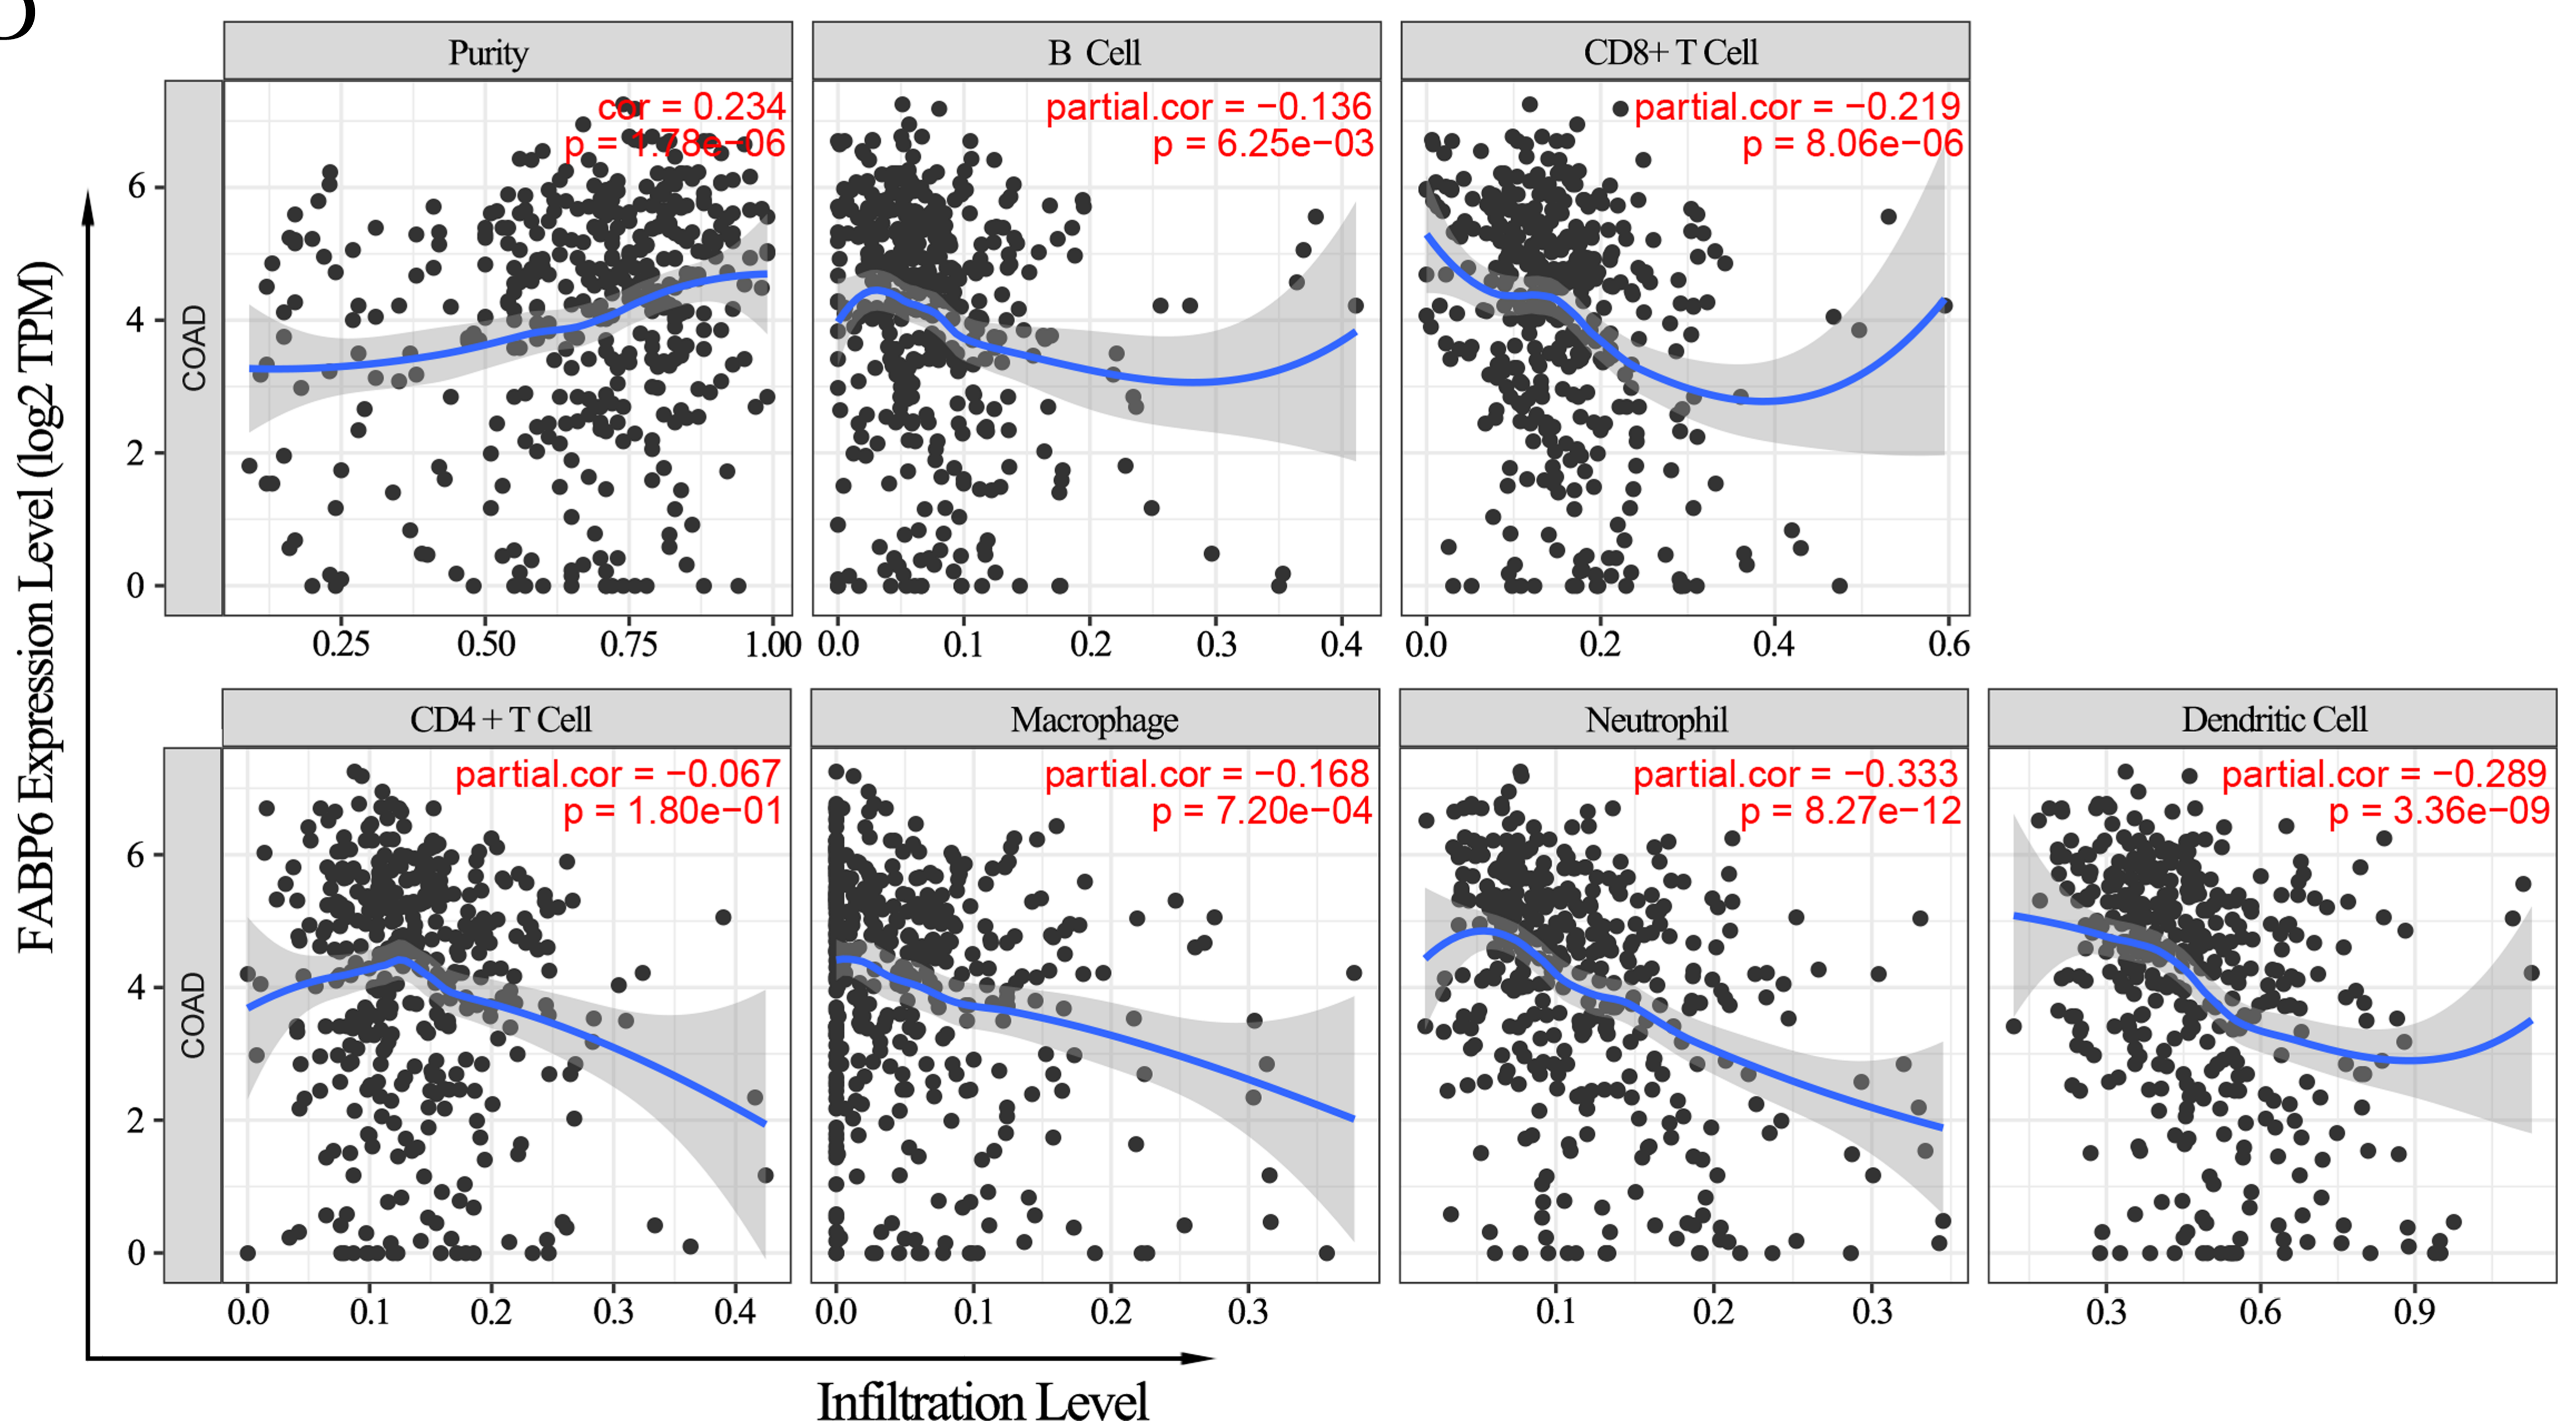 Purity
B Cell
CD8+ T Cell
cor = 0.234
p = 1.78e−06
partial.cor = −0.136
p = 6.25e−03
partial.cor = −0.219
p = 8.06e−06
6
4
2
0
COAD
0.25 0.50 0.75 1.00
0.0 0.1 0.2 0.3 0.4
0.0 0.2 0.4 0.6
FABP6 Expression Level (log2 TPM)
CD4 + T Cell
Macrophage
Neutrophil
Dendritic Cell
partial.cor = −0.067
p = 1.80e−01
partial.cor = −0.168
p = 7.20e−04
partial.cor = −0.333
p = 8.27e−12
partial.cor = −0.289
p = 3.36e−09
6
4
2
0
COAD
0.0 0.1 0.2 0.3 0.4
0.0 0.1 0.2 0.3
0.1 0.2 0.3
0.3 0.6 0.9
Infiltration Level